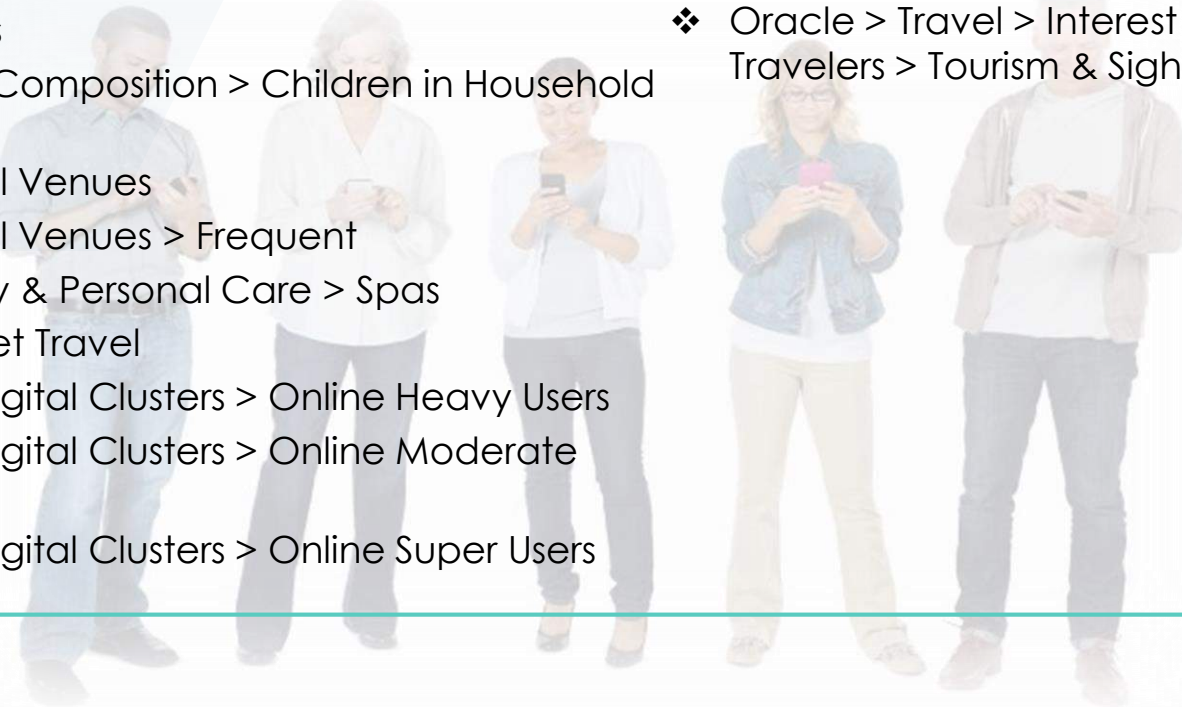 Composition > Children in Household
l Venues
l Venues > Frequent
y & Personal Care > Spas
et Travel
gital Clusters > Online Heavy Users
gital Clusters > Online Moderate
gital Clusters > Online Super Users
❖ Oracle > Travel > Interest
Travelers > Tourism & Sigh